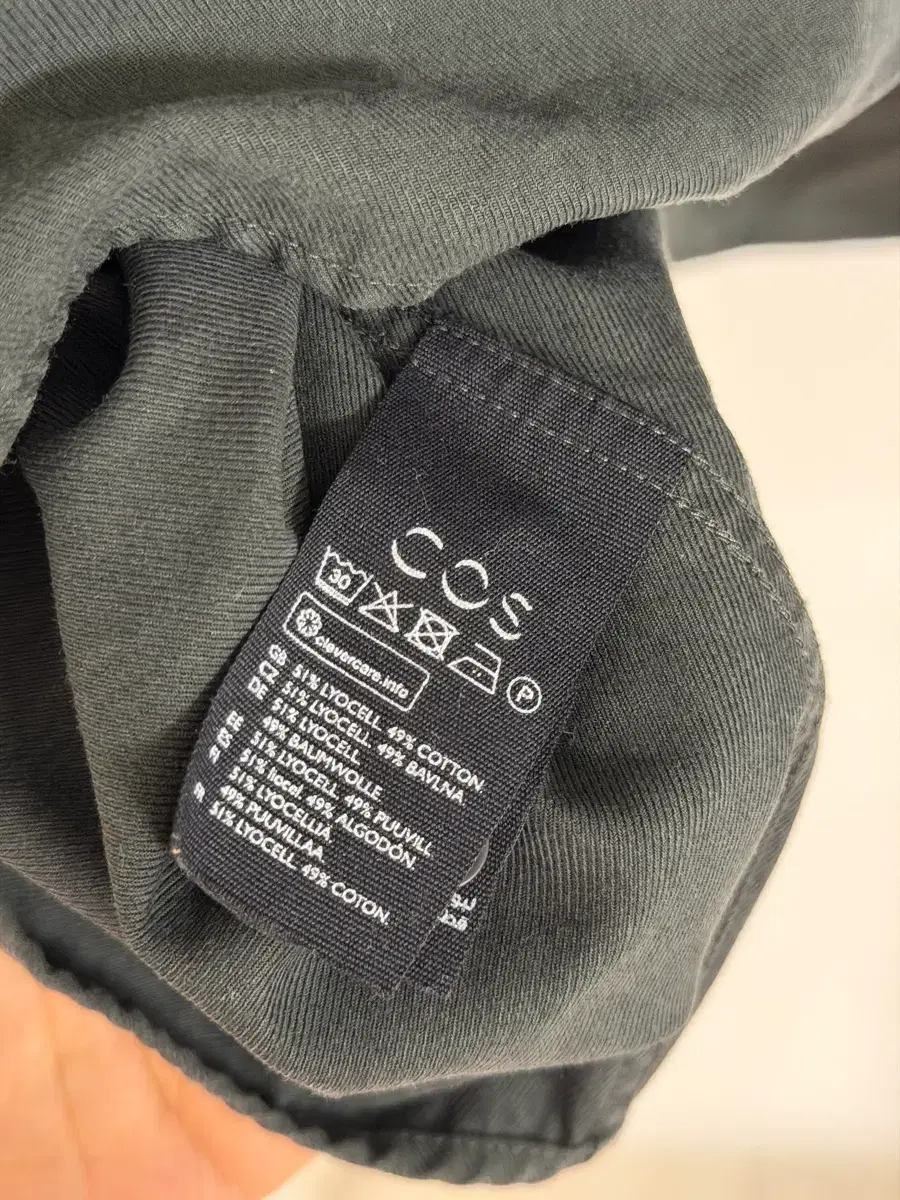 COS
30
P
clevercare.info
GB 51% LYOCELL. 49% COTTON
CZ 51% LYOCELL. 49% BAVLNA
DE 51% LYOCELL.
49% BAUMWOLLE.
EE 51% LYOCELL. 49% PUUVILL
ES 51% liocel. 49% ALGODÓN.
FI 51% LYOCELLIA
49% PUUVILLAA.
FR 51% LYOCELL. 49% COTON.